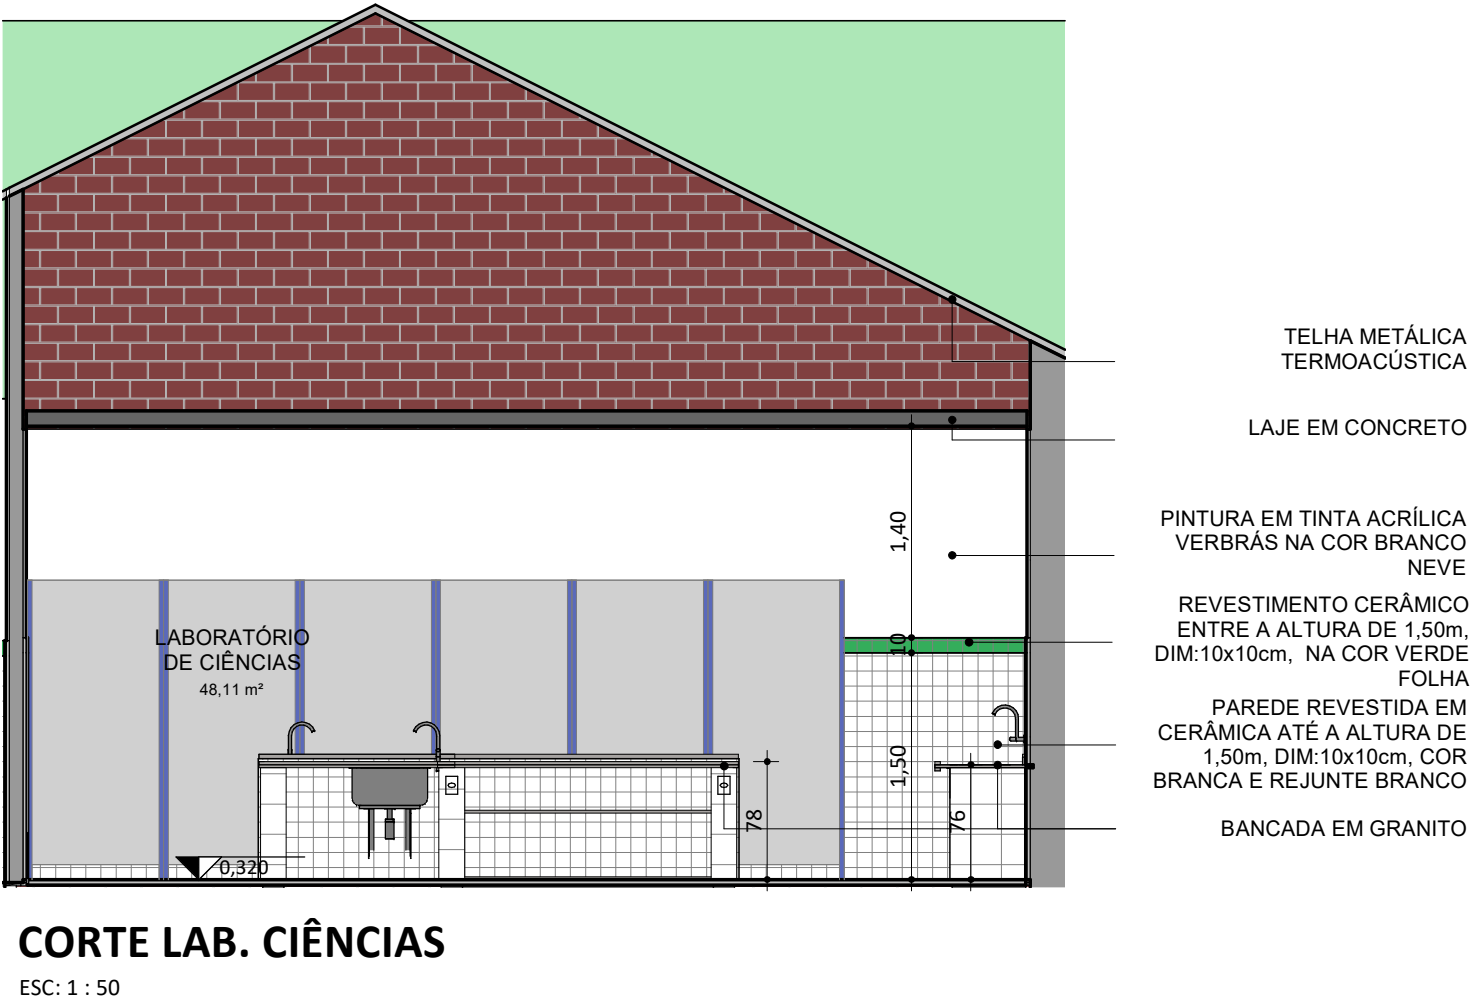 TELHA METÁLICA
TERMOACÚSTICA
LAJE EM CONCRETO
PINTURA EM TINTA ACRÍLICA
VERBRÁS NA COR BRANCO
NEVE
REVESTIMENTO CERÂMICO
ENTRE A ALTURA DE 1,50m,
DIM:10x10cm, NA COR VERDE
FOLHA
PAREDE REVESTIDA EM
CERÂMICA ATÉ A ALTURA DE
1,50m, DIM:10x10cm, COR
BRANCA E REJUNTE BRANCO
BANCADA EM GRANITO
1,40
10
1,50
78
76
LABORATÓRIO
DE CIÊNCIAS
48,11 m²
0,320
CORTE LAB. CIÊNCIAS
ESC: 1 : 50